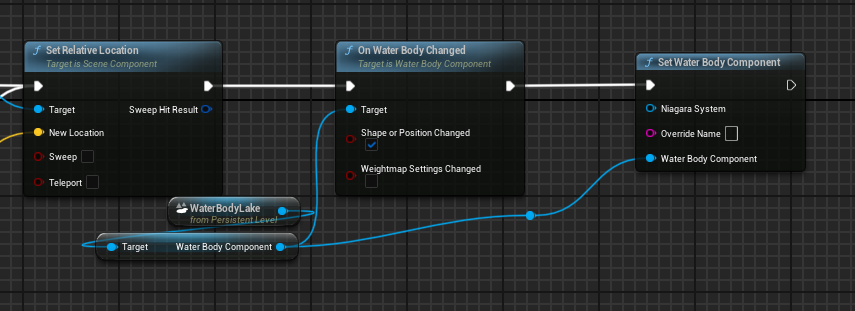 Set Relative Location
Target is Scene Component
Target
Sweep Hit Result
New Location
Sweep
Teleport
On Water Body Changed
Target is Water Body Component
Target
Shape or Position Changed
Weightmap Settings Changed
Set Water Body Component
Niagara System
Override Name
Water Body Component
WaterBodyLake
from Persistent Level
Target
Water Body Component